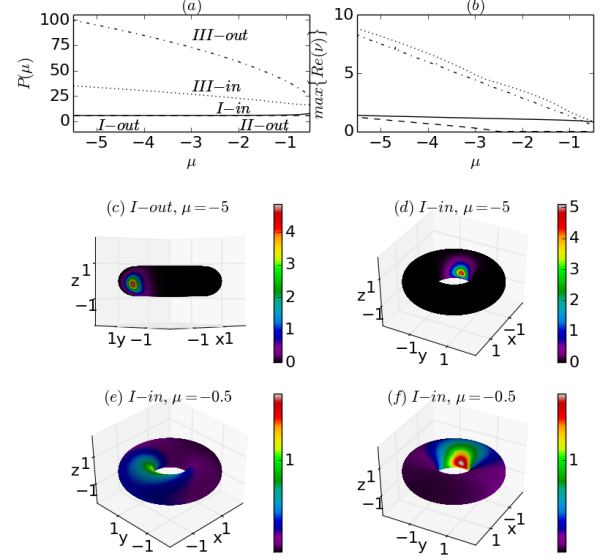 (a)
100
75
50
25
0
P(μ)
III−out
III−in
I−in
I−out II−out
−5 −4 −3 −2 −1
μ
(b)
10
5
0
max{Re(ν)}
−5 −4 −3 −2 −1
μ
(c) I−out, μ=−5
z 1
−1
1 y −1 −1 x 1
4
3
2
1
0
(d) I−in, μ=−5
z 1
−1
−1 y 1 1 x −1
5
4
3
2
1
0
(e) I−in, μ=−0.5
z 1
−1
1 y −1 −1 x 1
1
(f) I−in, μ=−0.5
z 1
−1
−1 y 1 1 x −1
1